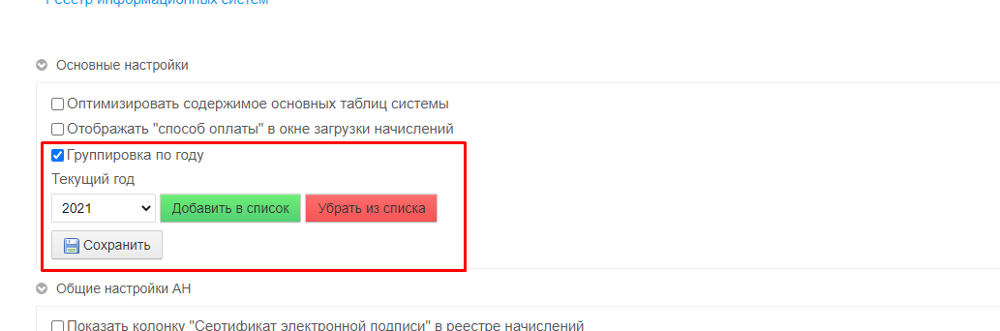 Реестр информационных систем
Основные настройки
Оптимизировать содержимое основных таблиц системы
Отображать "способ оплаты" в окне загрузки начислений
Группировка по году
Текущий год
2021 Добавить в список Убрать из списка
Сохранить
Общие настройки АН
Показать колонку "Сертификат электронной подписи" в реестре начислений